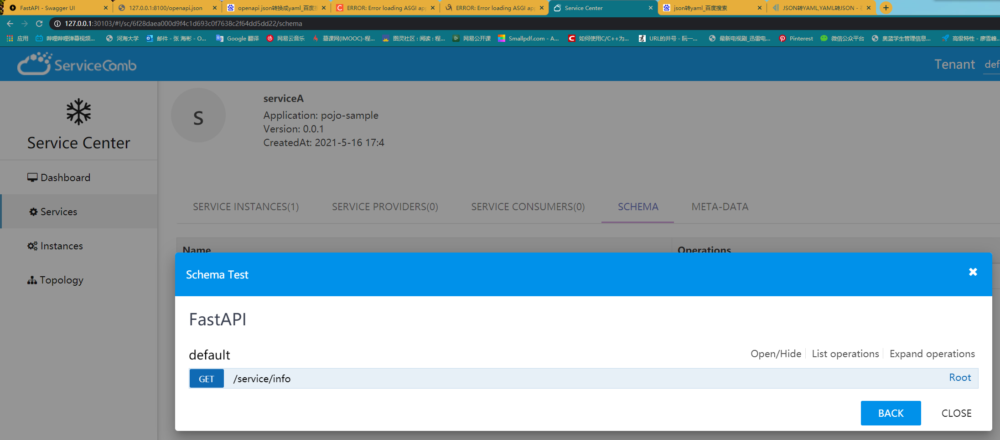 FastAPI - Swagger UI
127.0.0.1:8100/openapi.json
openapi json转换成yaml_百度搜
ERROR: Error loading ASGI app
ERROR: Error loading ASGI app
Service Center
json转yaml_百度搜索
JSON转YAML,YAML转JSON -
127.0.0.1:30103/#!/sc/6f28daea000d9f4c1d693c0f7638c2f64dd5dd22/schema
应用
哔哩哔哩弹幕视频...
河海大学
邮件 - 张 海彬 - O...
Google 翻译
网易云音乐
慕课网(IMOOC)-程...
图灵社区 : 阅读 : 程...
网易公开课
Smallpdf.com - A...
如何使用C/C++为...
URL的井号 - 阮一...
最新电视剧_迅雷电...
Pinterest
微信公众平台
奥蓝学生管理信息...
高级特性 - 廖雪峰...
ServiceComb
Tenant
def
Service Center
Dashboard
Services
Instances
Topology
s
serviceA
Application: pojo-sample
Version: 0.0.1
CreatedAt: 2021-5-16 17:4
SERVICE INSTANCES(1)
SERVICE PROVIDERS(0)
SERVICE CONSUMERS(0)
SCHEMA
META-DATA
Name
Operations
Schema Test
FastAPI
default
Open/Hide
List operations
Expand operations
GET
/service/info
Root
BACK
CLOSE